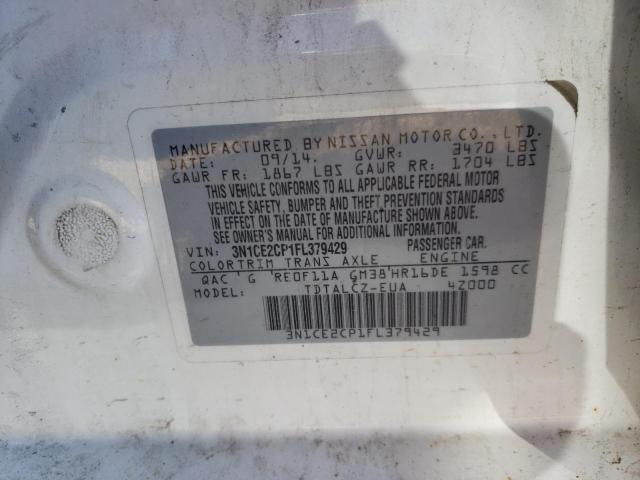 MANUFACTURED BY NISSAN MOTOR CO., LTD.
DATE: 09/14. GVWR: 3470 LBS
GAWR FR: 1867 LBS GAWR RR: 1704 LBS
THIS VEHICLE CONFORMS TO ALL APPLICABLE FEDERAL MOTOR
VEHICLE SAFETY, BUMPER AND THEFT PREVENTION STANDARDS
IN EFFECT ON THE DATE OF MANUFACTURE SHOWN ABOVE.
SEE OWNER'S MANUAL FOR ADDITIONAL INFORMATION
VIN: 3N1CE2CP1FL379429 PASSENGER CAR.
COLOR TRIM TRANS AXLE ENGINE
QAC G RE0F11A GM38 HR16DE 1598 CC
MODEL: TDTALCZ-EUA 4Z000
3N1CE2CP1FL379429